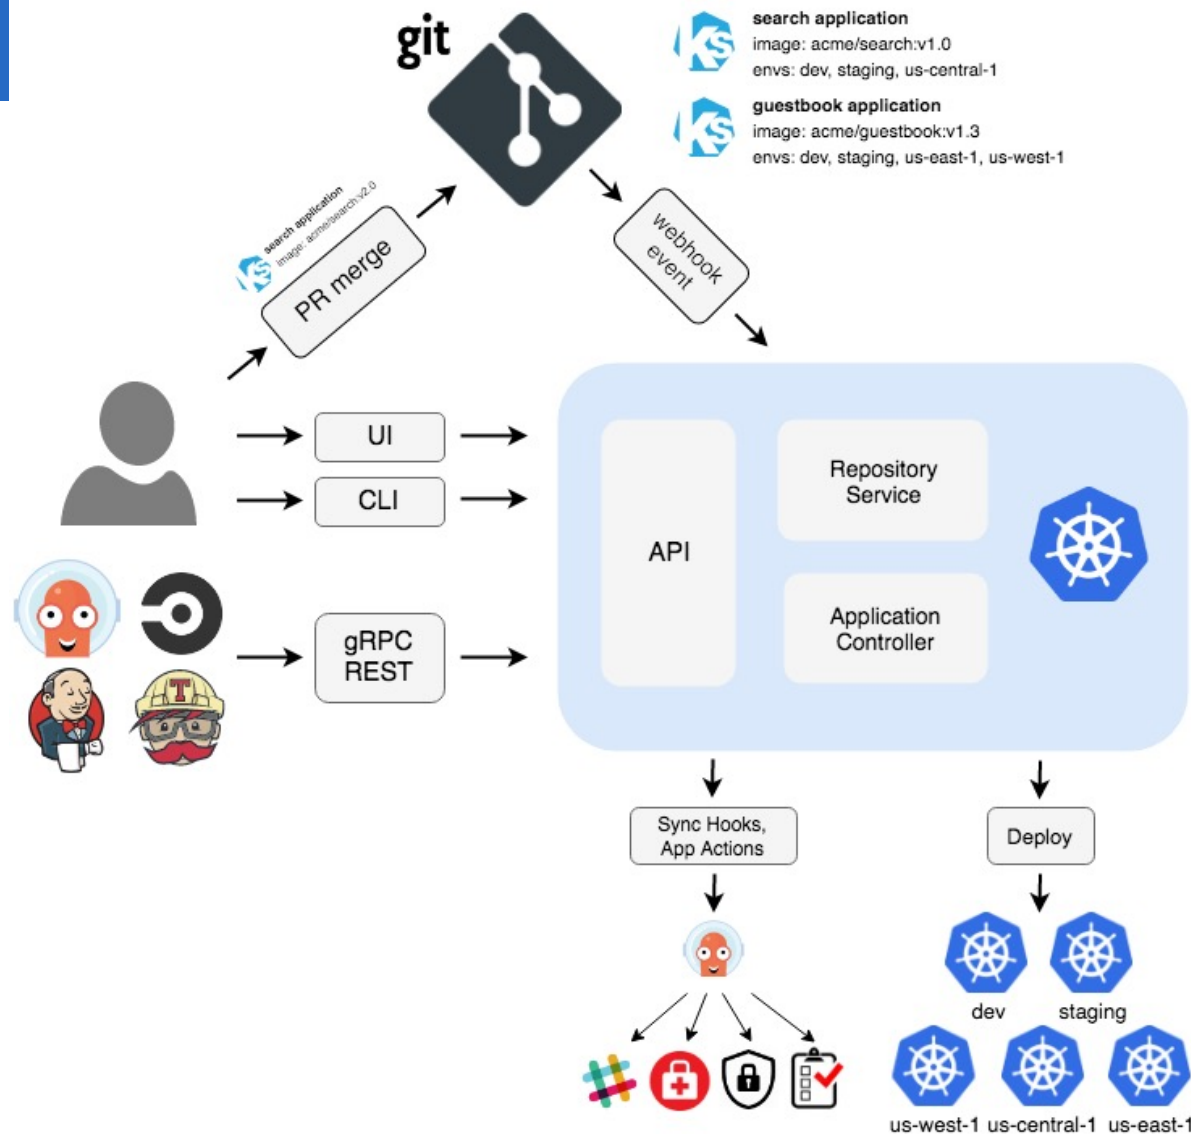 git
search application
image: acme/search:v1.0
envs: dev, staging, us-central-1
guestbook application
image: acme/guestbook:v1.3
envs: dev, staging, us-east-1, us-west-1
search application
image: acme/search:v2.0
PR merge
webhook
event
UI
CLI
gRPC
REST
API
Repository
Service
Application
Controller
Sync Hooks,
App Actions
Deploy
dev
staging
us-west-1
us-central-1
us-east-1
Ks
Ks
Ks
T